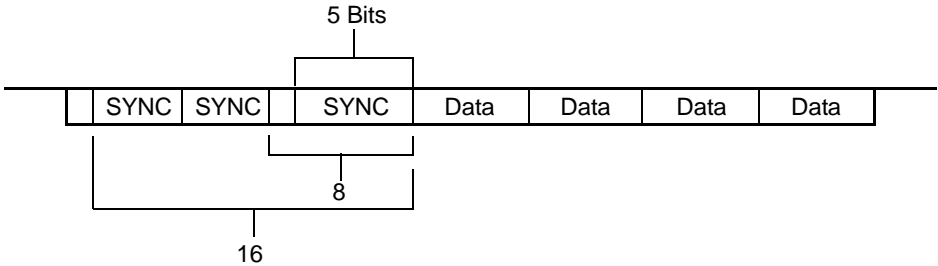 5 Bits
SYNC SYNC SYNC Data Data Data Data
8
16